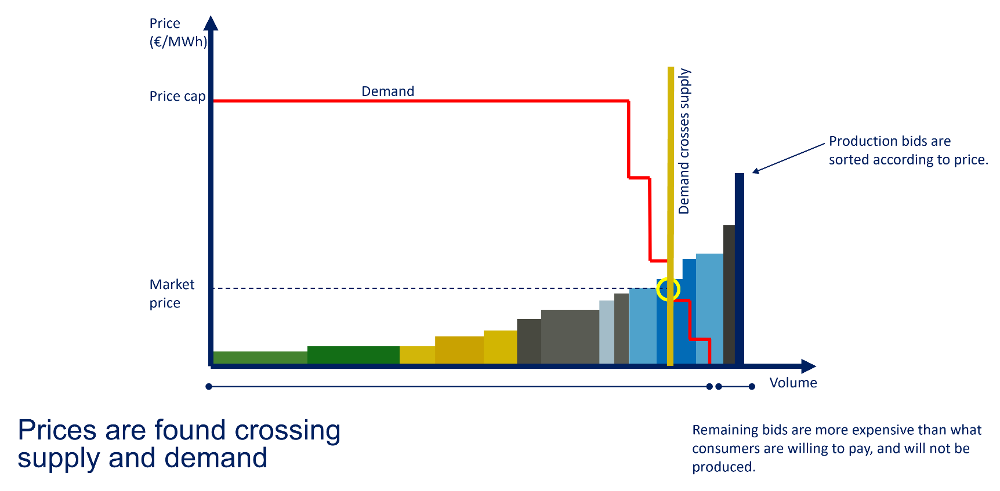 Price
(€/MWh)
Price cap
Demand
Demand crosses supply
Production bids are
sorted according to price.
Market
price
Volume
Prices are found crossing
supply and demand
Remaining bids are more expensive than what
consumers are willing to pay, and will not be
produced.